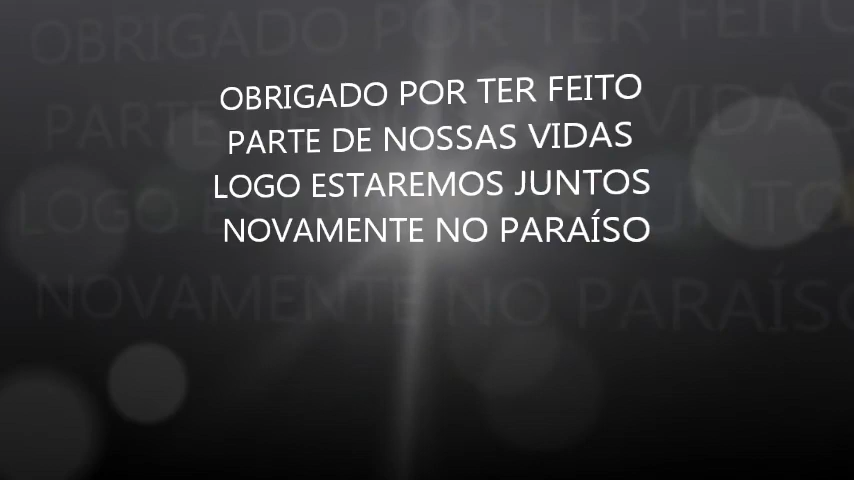 OBRIGADO POR TER FEITO
PARTE DE NOSSAS VIDAS
LOGO ESTAREMOS JUNTOS
NOVAMENTE NO PARAÍSO